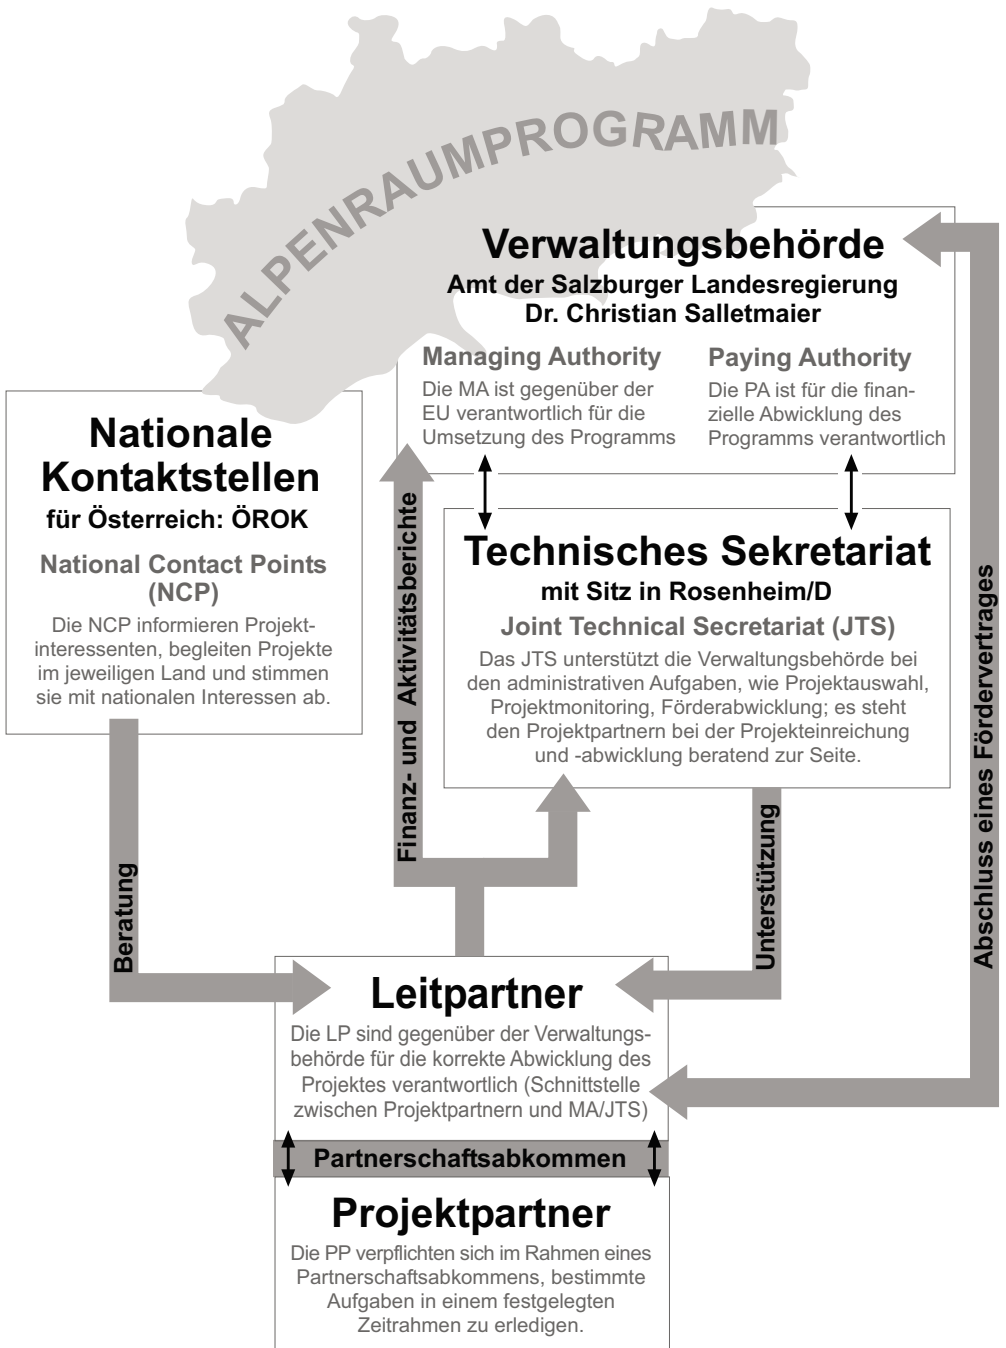 ALPENRAUMPROGRAMM
Verwaltungsbehörde
Amt der Salzburger Landesregierung
Dr. Christian Salletmaier
Managing Authority
Die MA ist gegenüber der
EU verantwortlich für die
Umsetzung des Programms
Paying Authority
Die PA ist für die finan-
zielle Abwicklung des
Programms verantwortlich
Nationale
Kontaktstellen
für Österreich: ÖROK
National Contact Points
(NCP)
Die NCP informieren Projekt-
interessenten, begleiten Projekte
im jeweiligen Land und stimmen
sie mit nationalen Interessen ab.
Technisches Sekretariat
mit Sitz in Rosenheim/D
Joint Technical Secretariat (JTS)
Das JTS unterstützt die Verwaltungsbehörde bei
den administrativen Aufgaben, wie Projektauswahl,
Projektmonitoring, Förderabwicklung; es steht
den Projektpartnern bei der Projekteinreichung
und -abwicklung beratend zur Seite.
Beratung
Finanz- und Aktivitätsberichte
Unterstützung
Abschluss eines Fördervertrages
Leitpartner
Die LP sind gegenüber der Verwaltungs-
behörde für die korrekte Abwicklung des
Projektes verantwortlich (Schnittstelle
zwischen Projektpartnern und MA/JTS)
Partnerschaftsabkommen
Projektpartner
Die PP verpflichten sich im Rahmen eines
Partnerschaftsabkommens, bestimmte
Aufgaben in einem festgelegten
Zeitrahmen zu erledigen.